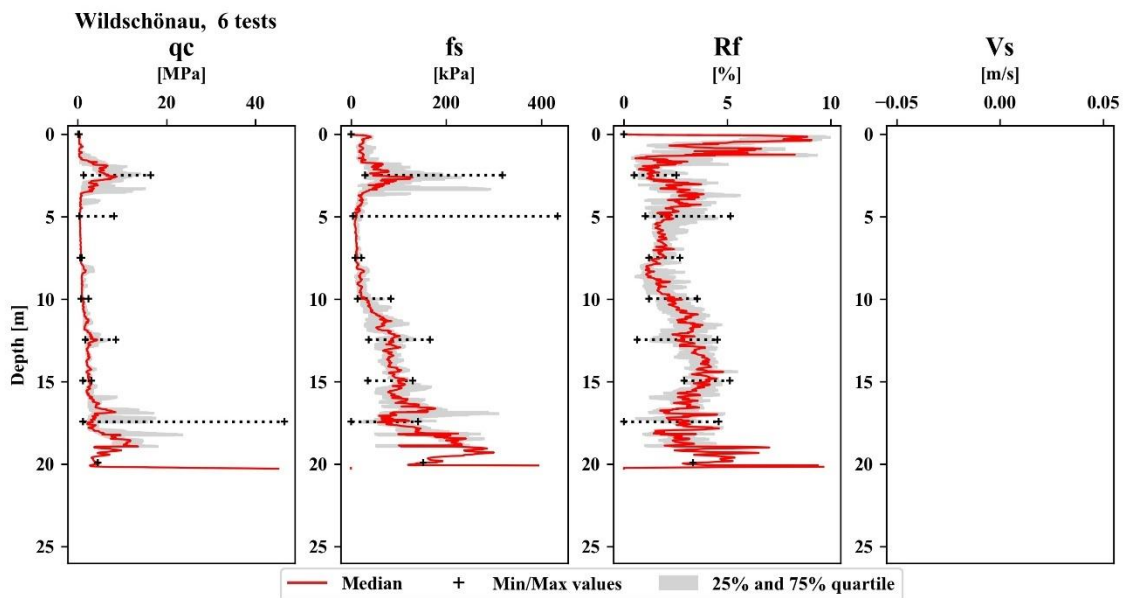 Wildschönau, 6 tests
qc
[MPa]
0 20 40
fs
[kPa]
0 200 400
Rf
[%]
0 5 10
Vs
[m/s]
−0.05 0.00 0.05
Depth [m]
0
5
10
15
20
25
0
5
10
15
20
25
0
5
10
15
20
25
0
5
10
15
20
25
Median
Min/Max values
25% and 75% quartile